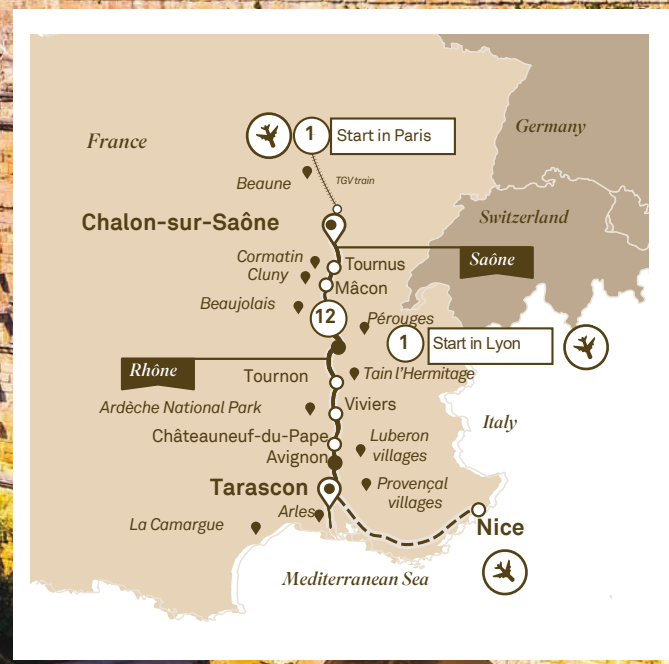 France
Germany
1
Start in Paris
Beaune
TGV train
Chalon-sur-Saône
Switzerland
Saône
Cormatin
Cluny
Tournus
Mâcon
Beaujolais
12
Pérouges
1
Start in Lyon
Rhône
Tournon
Tain l'Hermitage
Ardèche National Park
Viviers
Italy
Châteauneuf-du-Pape
Avignon
Luberon
villages
Tarascon
Provençal
villages
Arles
La Camargue
Nice
Mediterranean Sea